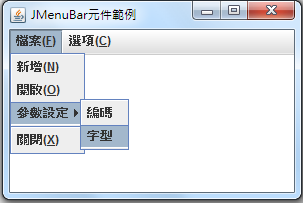 JMenuBar元件範例
檔案(F) 選項(C)
新增(N)
開啟(O)
參數設定 編碼
字型
關閉(X)